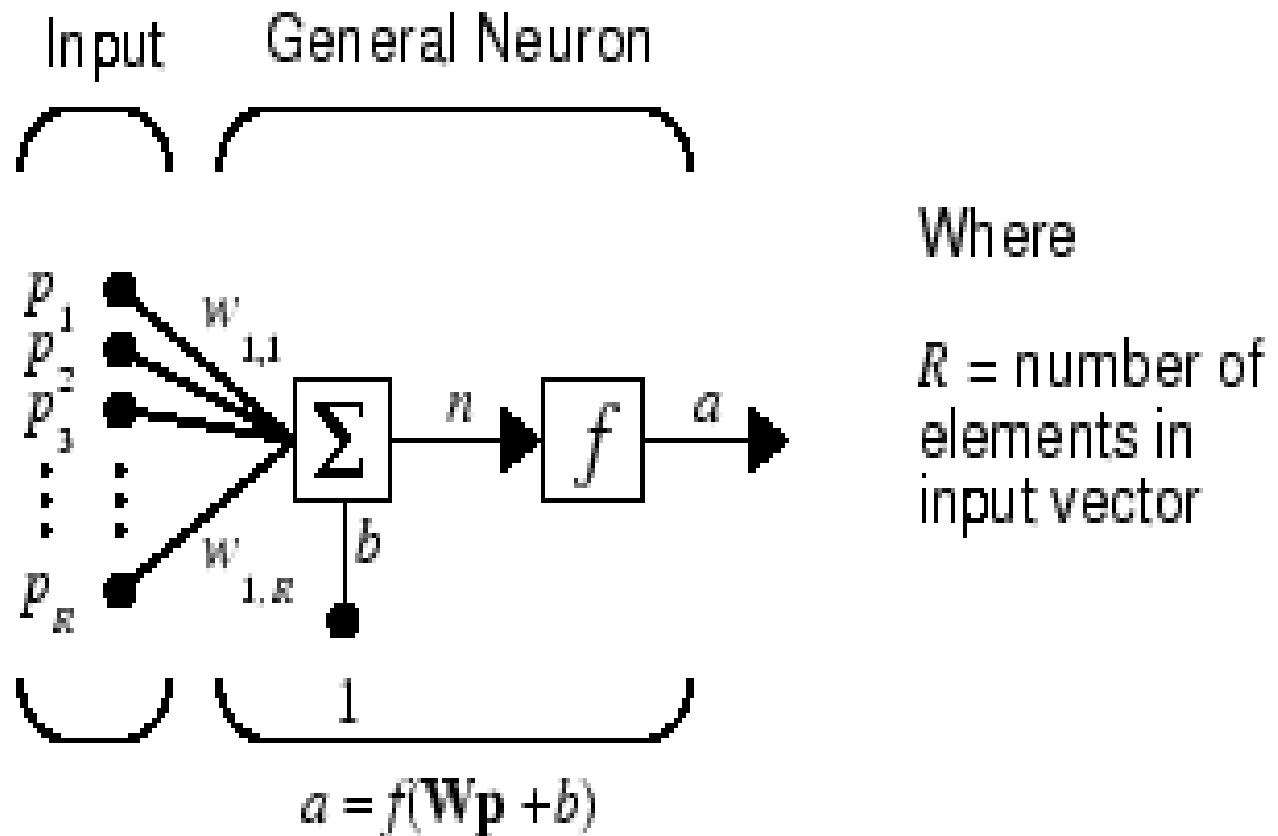 Input
General Neuron
p1
w1,1
p2
p3
pR
w1,R
Σ
n
f
a
b
1
a = f(Wp +b)
Where
R = number of
elements in
input vector